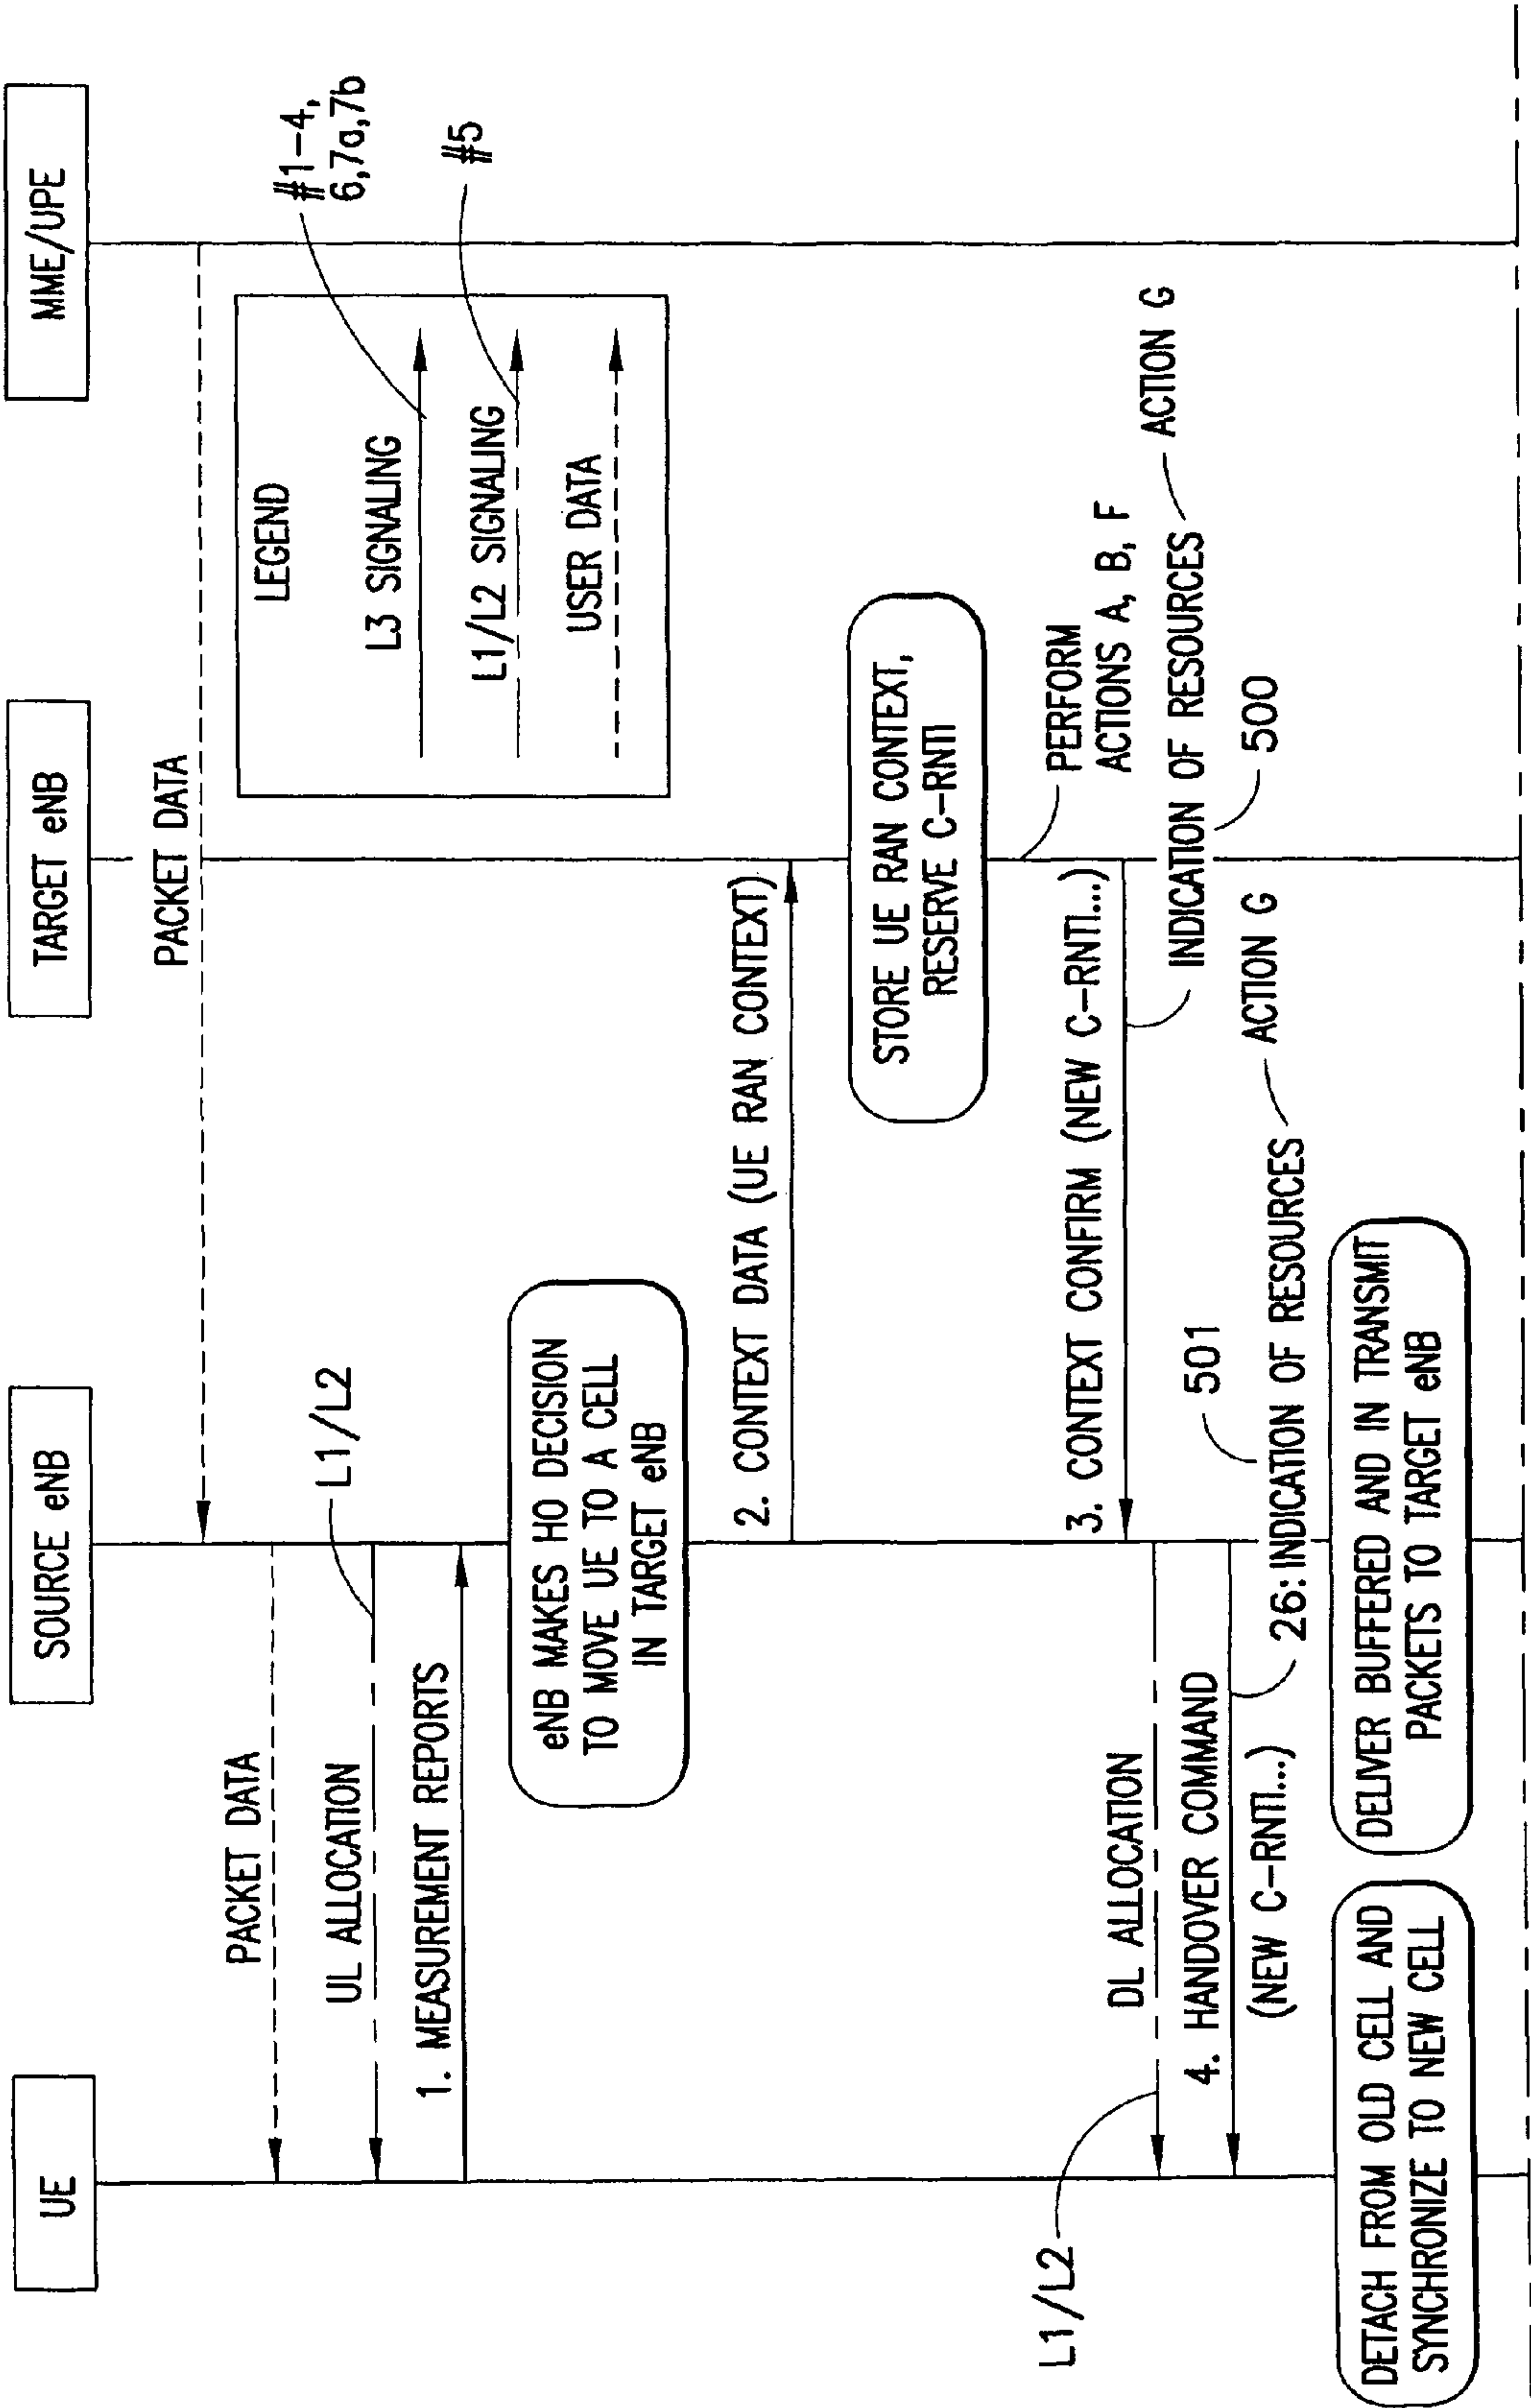 UE
SOURCE eNB
TARGET eNB
MME/UPE
PACKET DATA
PACKET DATA
LEGEND
L3 SIGNALING
L1/L2 SIGNALING
USER DATA
#1-4,
6,7a,7b
#5
UL ALLOCATION
L1/L2
1. MEASUREMENT REPORTS
eNB MAKES HO DECISION
TO MOVE UE TO A CELL
IN TARGET eNB
2. CONTEXT DATA (UE RAN CONTEXT)
STORE UE RAN CONTEXT,
RESERVE C-RNTI
PERFORM
ACTIONS A, B, F
3. CONTEXT CONFIRM (NEW C-RNTI...)
INDICATION OF RESOURCES
ACTION G
500
L1/L2
DL ALLOCATION
4. HANDOVER COMMAND
(NEW C-RNTI...)
501
26: INDICATION OF RESOURCES
ACTION G
DETACH FROM OLD CELL AND
SYNCHRONIZE TO NEW CELL
DELIVER BUFFERED AND IN TRANSMIT
PACKETS TO TARGET eNB